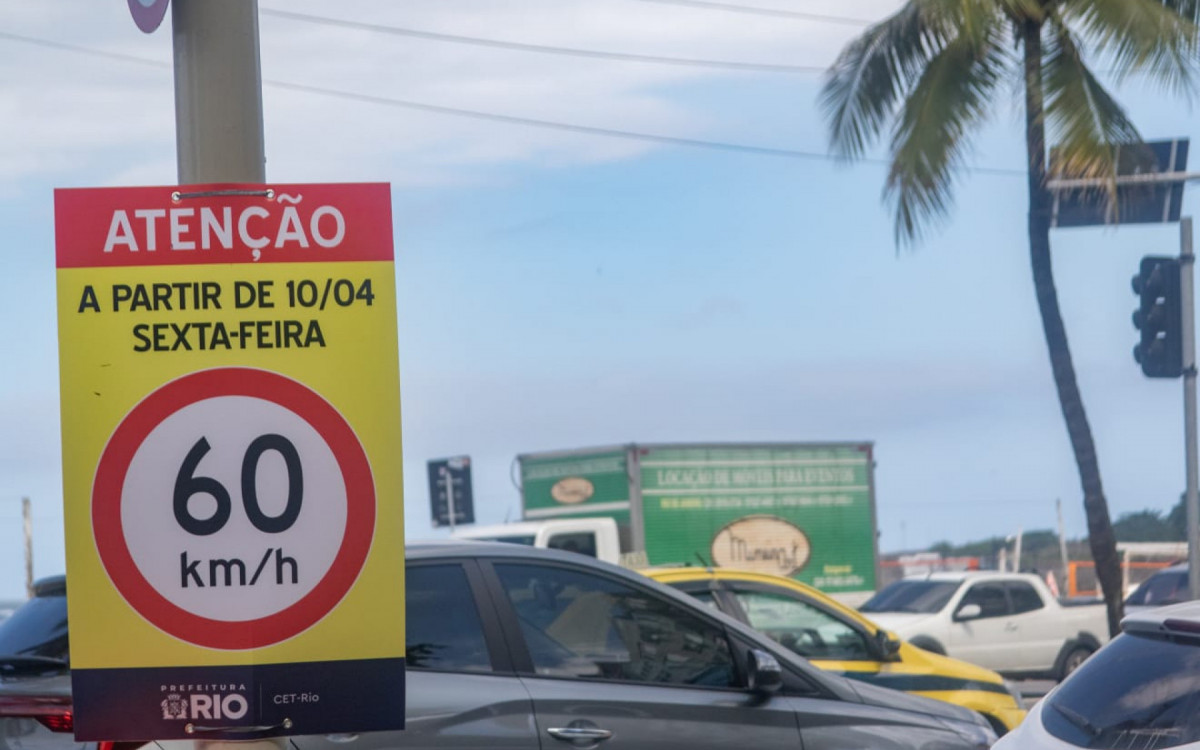 ATENÇÃO
A PARTIR DE 10/04
SEXTA-FEIRA
60
km/h
PREFEITURA
RIO
CET-Rio
LOCAÇÃO DE MÓVEIS PARA EVENTOS